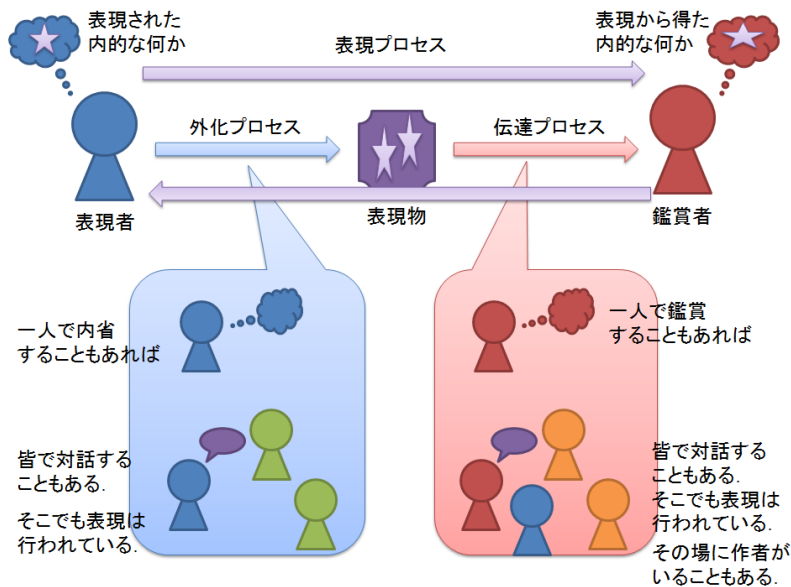 表現された
内的な何か
表現から得た
内的な何か
表現プロセス
外化プロセス
伝達プロセス
表現者
表現物
鑑賞者
一人で内省
することもあれば
皆で対話する
こともある.
そこでも表現は
行われている.
一人で鑑賞
することもあれば
皆で対話する
こともある.
そこでも表現は
行われている.
その場に作者が
いることもある.